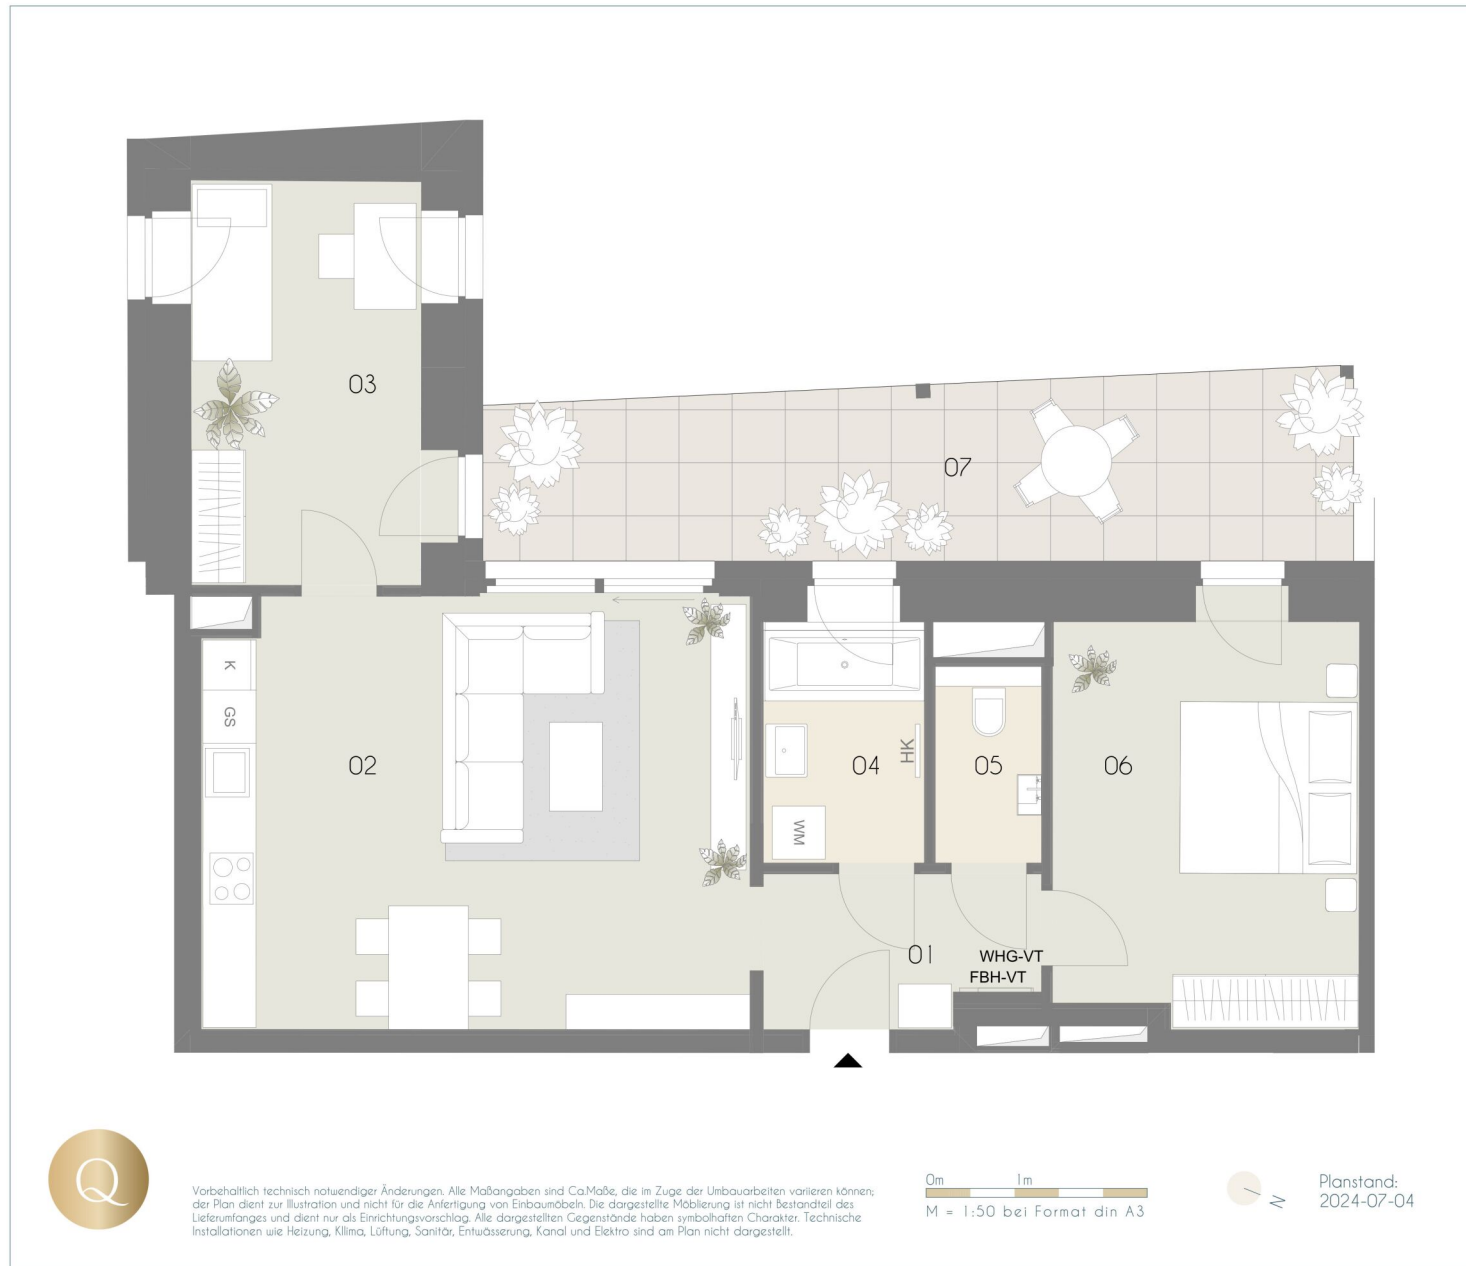 03
07
K
GS
02
04
HK
05
06
WM
01
WHG-VT
FBH-VT
Q
Vorbehaltlich technisch notwendiger Änderungen. Alle Maßangaben sind Ca.Maße, die im Zuge der Umbauarbeiten variieren können;
der Plan dient zur Illustration und nicht für die Anfertigung von Einbaumöbeln. Die dargestellte Möblierung ist nicht Bestandteil des
Lieferumfanges und dient nur als Einrichtungsvorschlag. Alle dargestellten Gegenstände haben symbolhaften Charakter. Technische
Installationen wie Heizung, Kllima, Lüftung, Sanitär, Entwässerung, Kanal und Elektro sind am Plan nicht dargestellt.
0m 1m
M = 1:50 bei Format din A3
N
Planstand:
2024-07-04